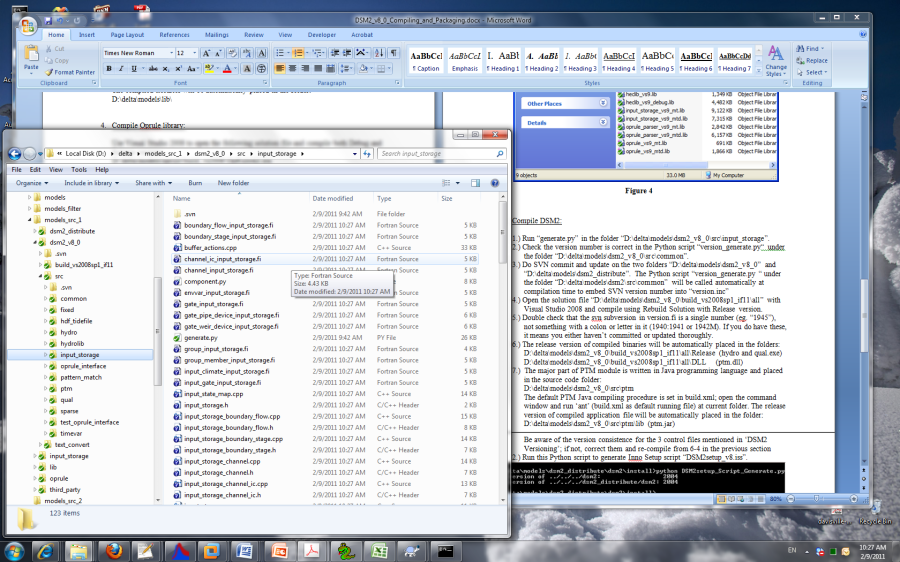 DSM2_v8_0_Compiling_and_Packaging.docx - Microsoft Word
Home Insert Page Layout References Mailings Review View Developer Acrobat
Cut
Copy
Format Painter
Paste
Clipboard
Times New Roman 12
Font
Paragraph
AaBbCcI AaBbCcI I. AaBl A. AaBb I. AaBbC AaBbCcI AaBbCcI AaBbCcDc
¶ Caption Emphasis ¶ Heading 1 ¶ Heading 2 ¶ Heading 3 ¶ Heading 4 ¶ Heading 5 ¶ Heading 6 ¶ Heading 7
Change Styles
Styles
Find
Replace
Select
Editing
D:\delta\models\lib\
4. Compile Oprule library:
Local Disk (D:) delta models_src_1 dsm2_v8_0 src input_storage
Search input_storage
File Edit View Tools Help
Organize Include in library Share with Burn New folder
models
models_filter
models_src_1
dsm2_distribute
dsm2_v8_0
.svn
build_vs2008sp1_if11
src
.svn
common
fixed
hdf_tidefile
hydro
hydrolib
input_storage
oprule_interface
pattern_match
ptm
qual
sparse
test_oprule_interface
timevar
text_convert
input_storage
lib
oprule
third_party
models_src_2
Name Date modified Type Size
.svn 2/9/2011 9:42 AM File folder
boundary_flow_input_storage.fi 2/9/2011 10:27 AM Fortran Source 5 KB
boundary_stage_input_storage.fi 2/9/2011 10:27 AM Fortran Source 5 KB
buffer_actions.cpp 2/9/2011 10:27 AM C++ Source 33 KB
channel_ic_input_storage.fi 2/9/2011 10:27 AM Fortran Source 5 KB
channel_input_storage.fi 2/9/2011 10:27 AM Fortran Source 5 KB
component.py 8 KB
envvar_input_storage.fi 5 KB
gate_input_storage.fi 2/9/2011 10:27 AM Fortran Source 5 KB
gate_pipe_device_input_storage.fi 2/9/2011 10:27 AM Fortran Source 5 KB
gate_weir_device_input_storage.fi 2/9/2011 10:27 AM Fortran Source 5 KB
generate.py 2/9/2011 9:42 AM PY File 26 KB
group_input_storage.fi 2/9/2011 10:27 AM Fortran Source 4 KB
group_member_input_storage.fi 2/9/2011 10:27 AM Fortran Source 5 KB
input_climate_input_storage.fi 2/9/2011 10:27 AM Fortran Source 5 KB
input_gate_input_storage.fi 2/9/2011 10:27 AM Fortran Source 5 KB
input_state_map.cpp 2/9/2011 10:27 AM C++ Source 14 KB
input_storage.h 2/9/2011 10:27 AM C/C++ Header 2 KB
input_storage_boundary_flow.cpp 2/9/2011 10:27 AM C++ Source 15 KB
input_storage_boundary_flow.h 2/9/2011 10:27 AM C/C++ Header 8 KB
input_storage_boundary_stage.cpp 2/9/2011 10:27 AM C++ Source 14 KB
input_storage_boundary_stage.h 2/9/2011 10:27 AM C/C++ Header 7 KB
input_storage_channel.cpp 2/9/2011 10:27 AM C++ Source 14 KB
input_storage_channel.h 2/9/2011 10:27 AM C/C++ Header 7 KB
input_storage_channel_ic.cpp 2/9/2011 10:27 AM C++ Source 14 KB
input_storage_channel_ic.h 2/9/2011 10:27 AM C/C++ Header 7 KB
Type: Fortran Source
Size: 4.43 KB
Date modified: 2/9/2011 10:27 AM
123 items
Other Places
Details
hedlib_vs9.lib 1,349 KB Object File Librar
hedlib_vs9_debug.lib 4,482 KB Object File Librar
input_storage_vs9_mt.lib 9,122 KB Object File Librar
input_storage_vs9_mtd.lib 7,315 KB Object File Librar
oprule_parser_vs9_mt.lib 2,842 KB Object File Librar
oprule_parser_vs9_mtd.lib 6,157 KB Object File Librar
oprule_vs9_mt.lib 691 KB Object File Librar
oprule_vs9_mtd.lib 1,866 KB Object File Librar
9 objects 33.0 MB My Computer
Figure 4
Compile DSM2:
1.) Run "generate.py" in the folder "D:\delta\models\dsm2_v8_0\src\input_storage".
2.) Check the version number is correct in the Python script "version_generate.py" under
the folder "D:\delta\models\dsm2_v8_0\src\common".
3.) Do SVN commit and update on the two folders "D:\delta\models\dsm2_v8_0" and
"D:\delta\models\dsm2_distribute". The Python script "version_generate.py " under
the folder "D:\delta\models\dsm2\src\common" will be called automatically at
compilation time to embed SVN version number into "version.inc"
4.) Open the solution file "D:\delta\models\dsm2_v8_0\build_vs2008sp1_if11\all" with
Visual Studio 2008 and compile using Rebuild Solution with Release version.
5.) Double check that the svn subversion in version.fi is a single number (eg. "1945"),
not something with a colon or letter in it (1940:1941 or 1942M). If you do have these,
it means you either haven't committed or updated thoroughly.
6.) The release version of compiled binaries will be automatically placed in the folders:
D:\delta\models\dsm2_v8_0\build_vs2008sp1_if11\all\Release (hydro and qual.exe)
D:\delta\models\dsm2_v8_0\build_vs2008sp1_if11\all\DLL (ptm.dll)
7.) The major part of PTM module is written in Java programming language and placed
in the source code folder:
D:\delta\models\dsm2_v8_0\src\ptm
The default PTM Java compiling procedure is set in build.xml; open the command
window and run 'ant' (build.xml as default running file) at current folder. The release
version of compiled application file will be automatically placed in the folder:
D:\delta\models\dsm2_v8_0\src\ptm\lib (ptm.jar)
Be aware of the version consistence for the 3 control files mentioned in 'DSM2
Versioning'; if not, correct them and re-compile from 6-4 in the previous section
2.) Run this Python script to generate Inno Setup script "DSM2setup_v8.iss".
lta\models\dsm2_distribute\dsm2\install>python DSM2setup_Script_Generate.py
ersion of ../../../dsm2: 2004
ersion of ../../../dsm2_distribute/dsm2: 2004
80%
Recycle Bin
EN
10:27 AM
2/9/2011